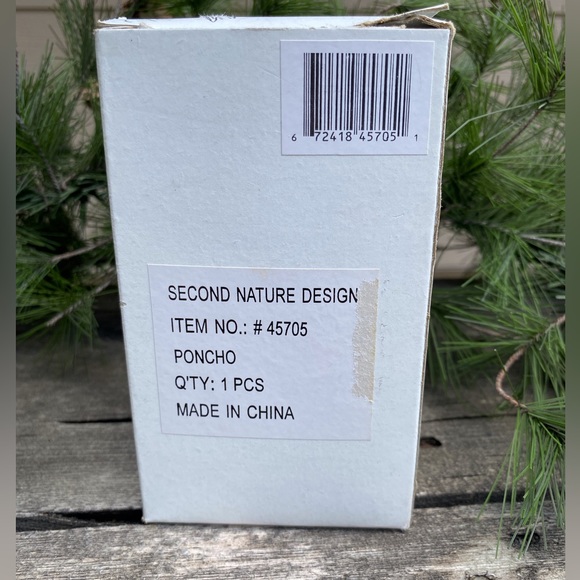 6 72418 45705 1
SECOND NATURE DESIGN
ITEM NO.: # 45705
PONCHO
Q'TY: 1 PCS
MADE IN CHINA